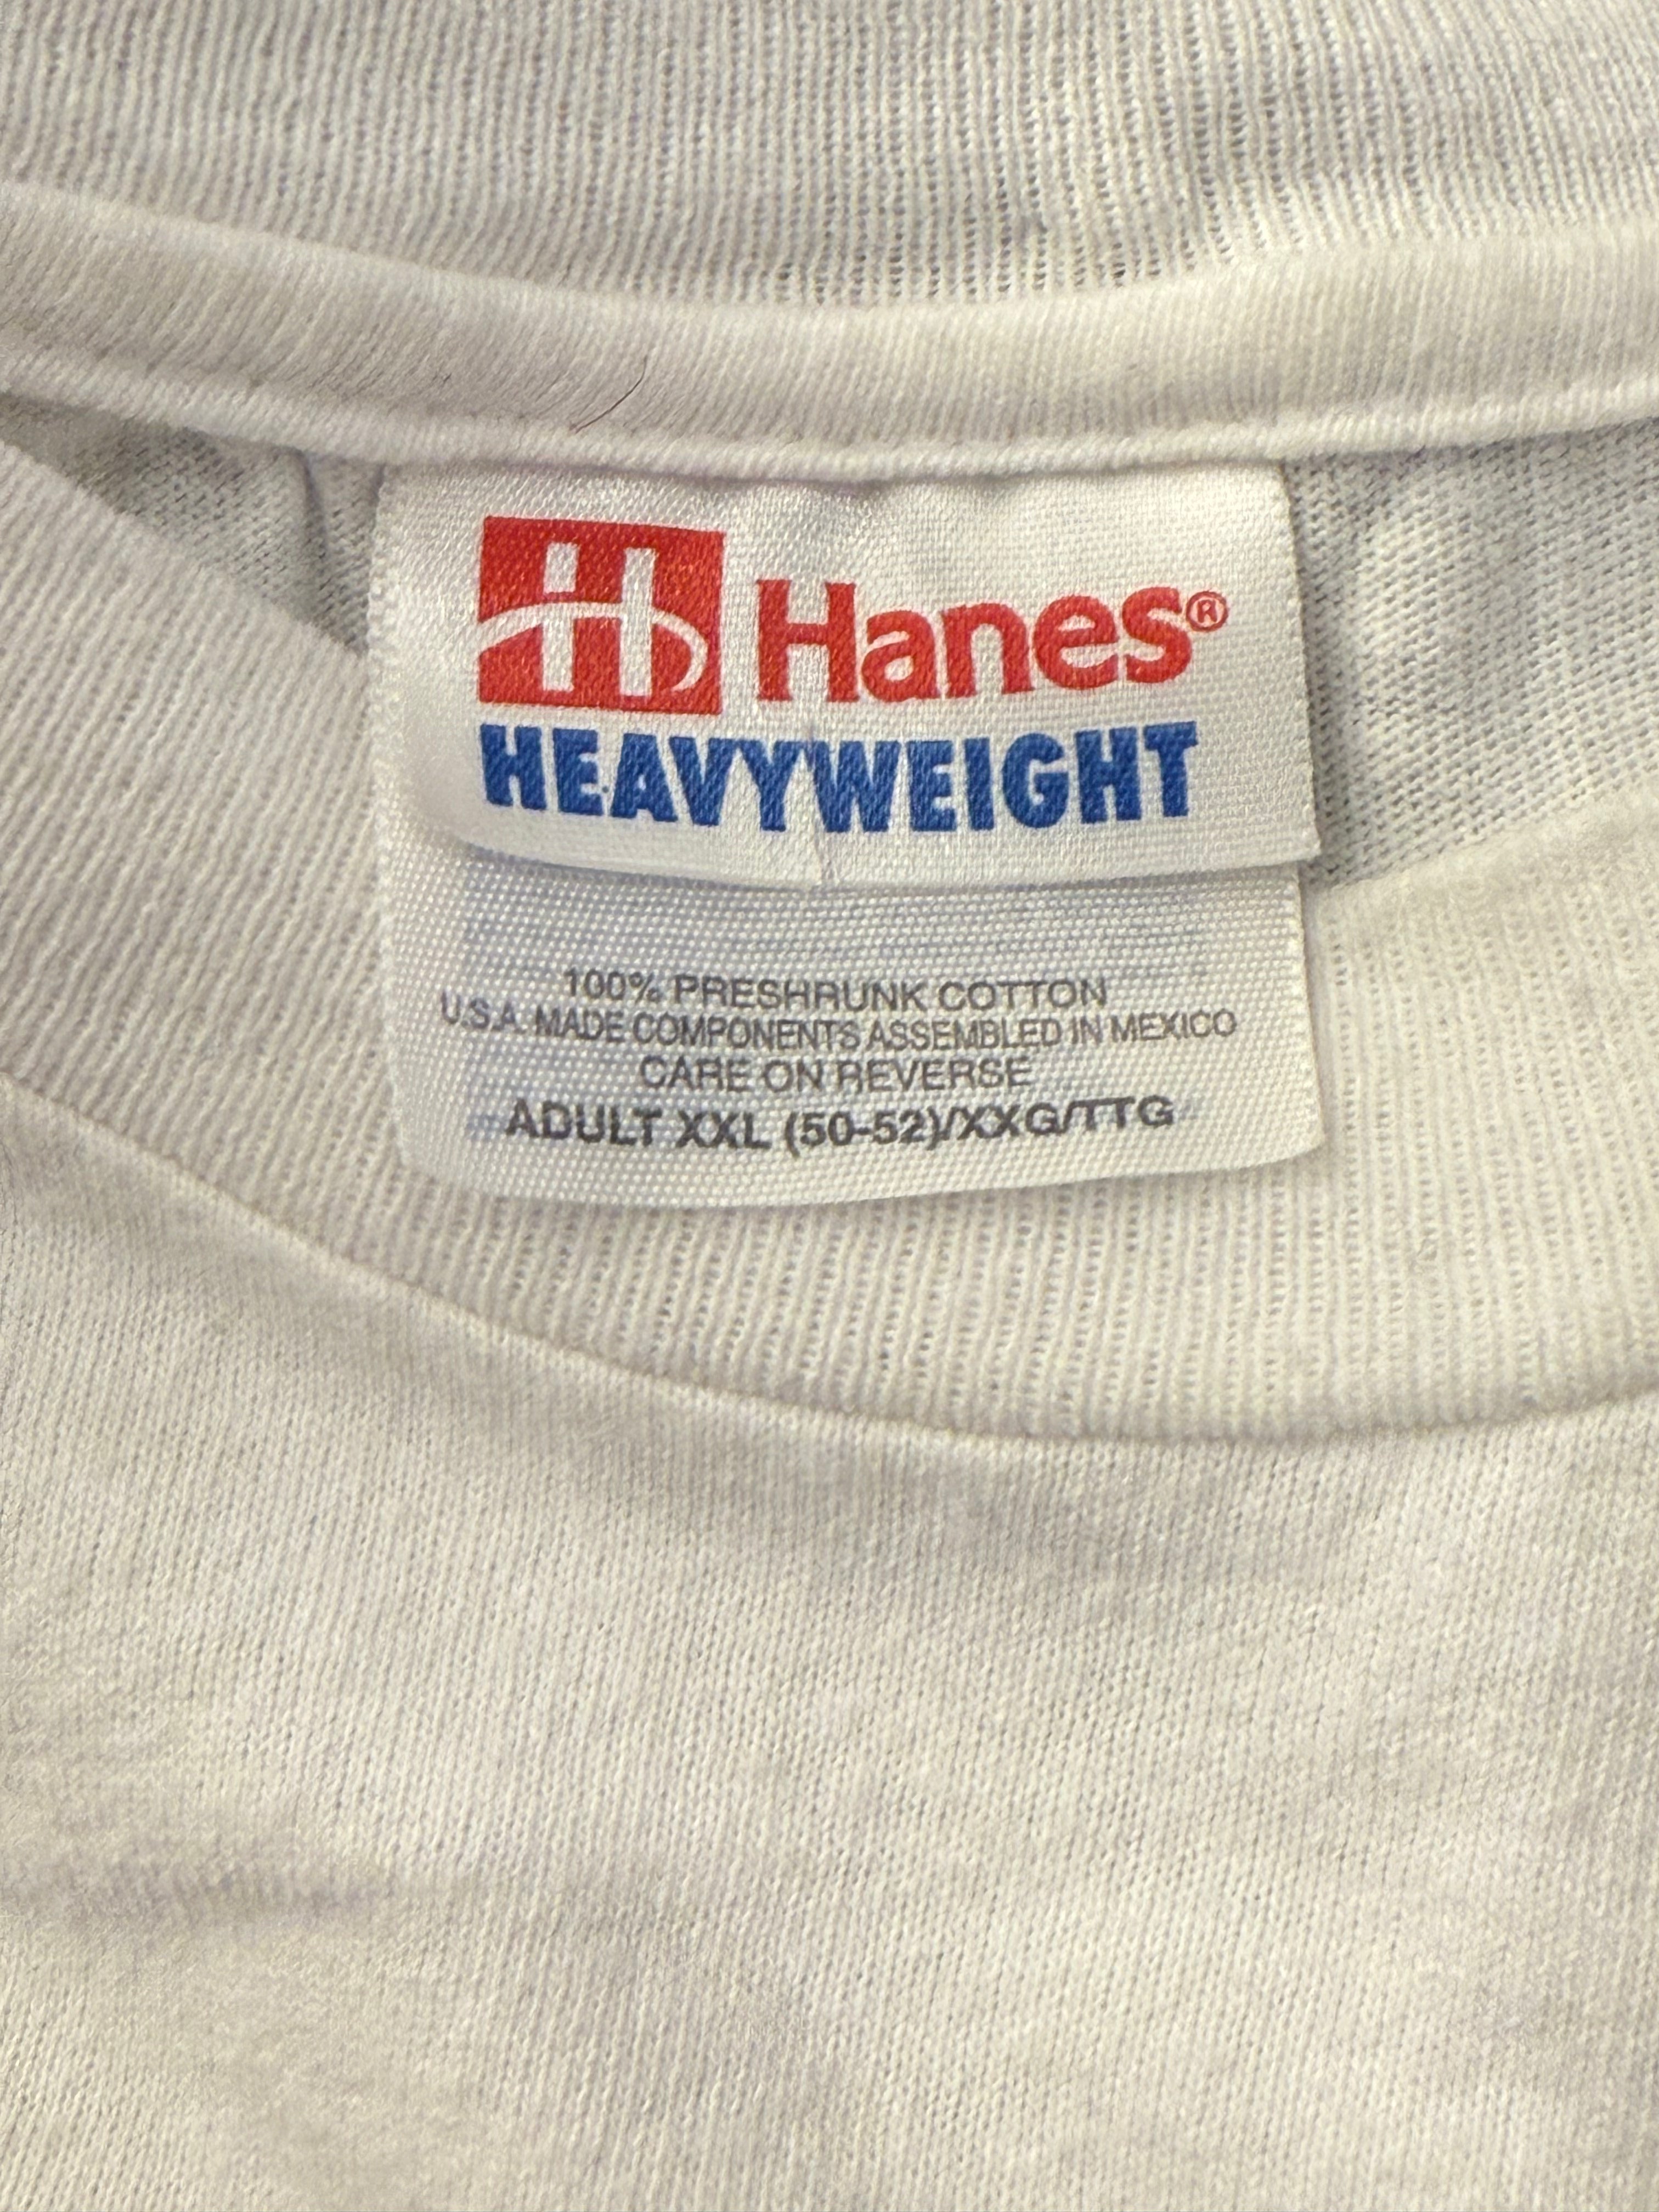 H Hanes®
HEAVYWEIGHT
100% PRESHRUNK COTTON
U.S.A. MADE COMPONENTS ASSEMBLED IN MEXICO
CARE ON REVERSE
ADULT XXL (50-52)/XXG/TTG